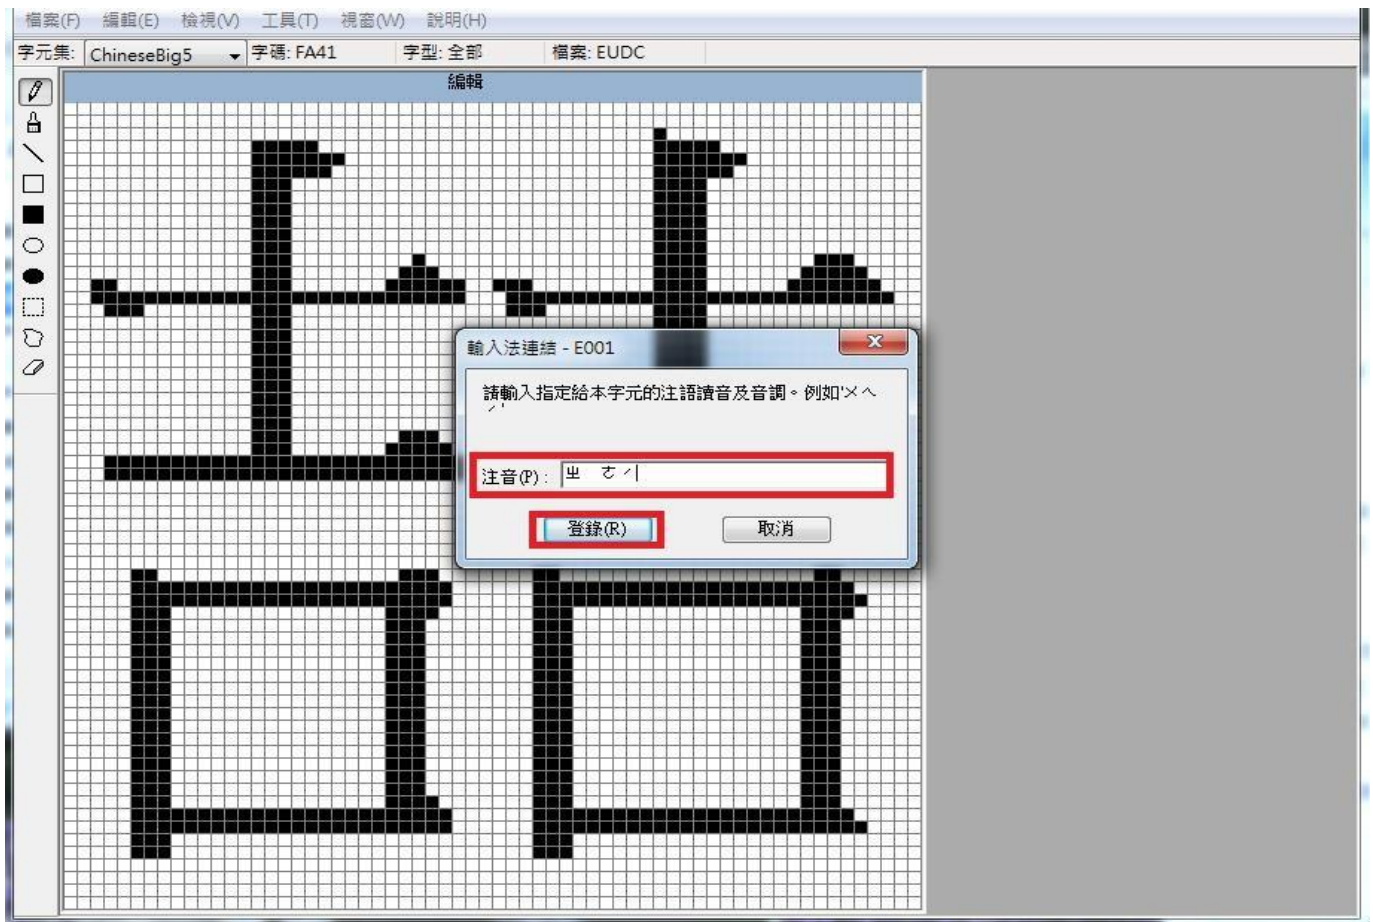 檔案(F) 編輯(E) 檢視(V) 工具(T) 視窗(W) 說明(H)
字元集: ChineseBig5 字碼: FA41 字型: 全部 檔案: EUDC
編輯
輸入法連結 - E001
請輸入指定給本字元的注語讀音及音調。例如'ㄨㄟ
ˊ'
注音(P): ㄓ ㄜˊ
登錄(R) 取消
喆